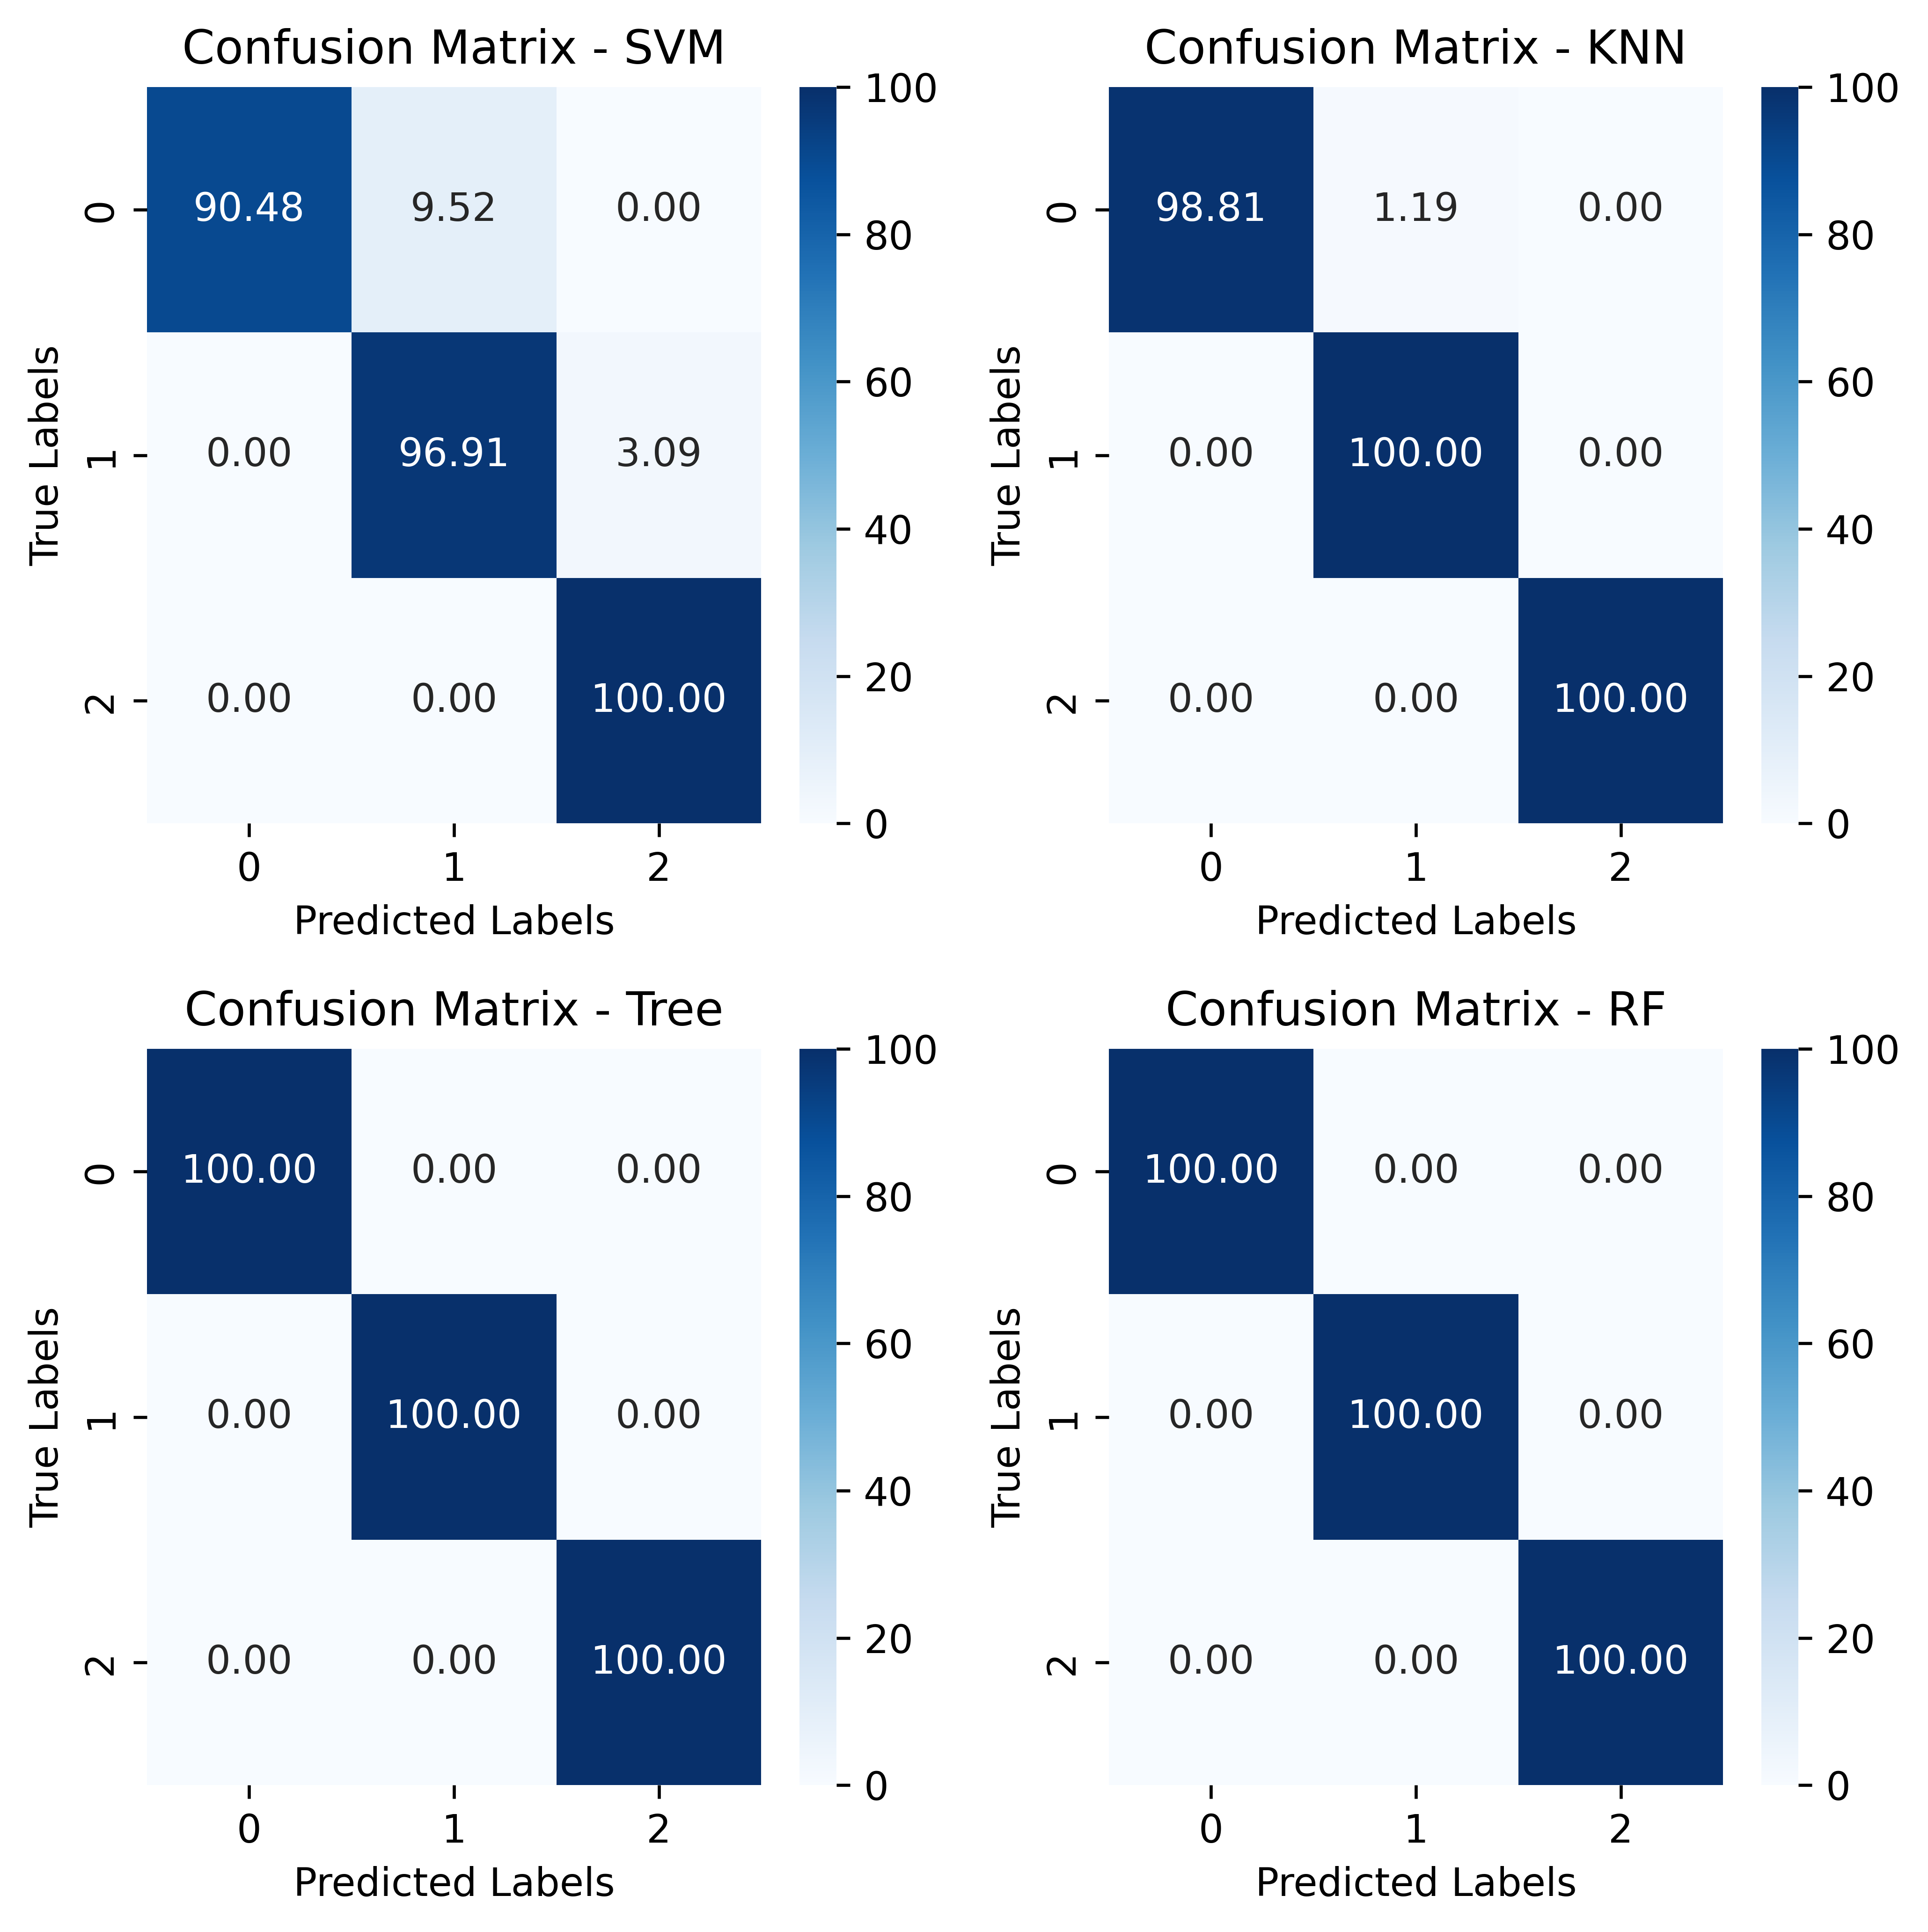 Confusion Matrix - SVM
100
80
60
40
20
0
True Labels
0
1
2
90.48 9.52 0.00
0.00 96.91 3.09
0.00 0.00 100.00
0 1 2
Predicted Labels
Confusion Matrix - KNN
100
80
60
40
20
0
True Labels
0
1
2
98.81 1.19 0.00
0.00 100.00 0.00
0.00 0.00 100.00
0 1 2
Predicted Labels
Confusion Matrix - Tree
100
80
60
40
20
0
True Labels
0
1
2
100.00 0.00 0.00
0.00 100.00 0.00
0.00 0.00 100.00
0 1 2
Predicted Labels
Confusion Matrix - RF
100
80
60
40
20
0
True Labels
0
1
2
100.00 0.00 0.00
0.00 100.00 0.00
0.00 0.00 100.00
0 1 2
Predicted Labels